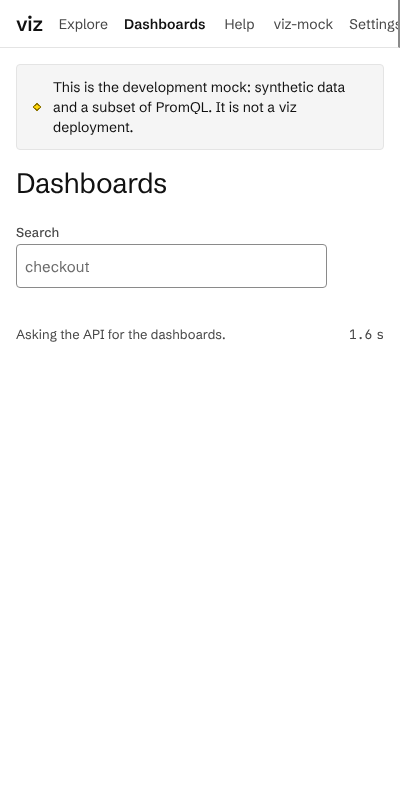 viz Explore Dashboards Help viz-mock Settings
This is the development mock: synthetic data
and a subset of PromQL. It is not a viz
deployment.
Dashboards
Search
checkout
Asking the API for the dashboards. 1.6 s